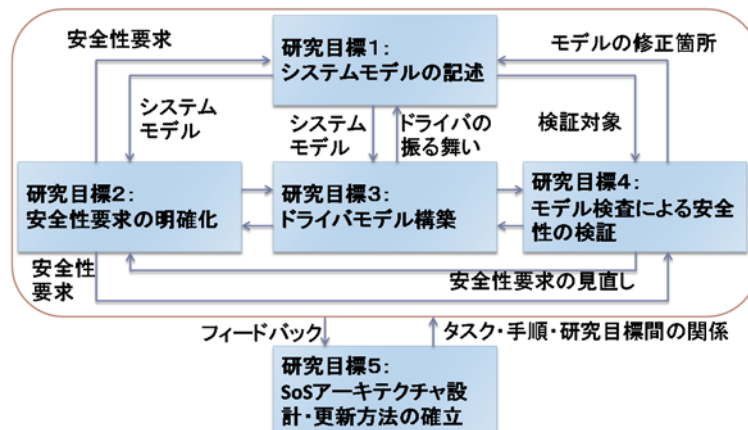 安全性要求
研究目標1:
システムモデルの記述
モデルの修正箇所
システム
モデル
システム
モデル
ドライバの
振る舞い
検証対象
研究目標2:
安全性要求の明確化
研究目標3:
ドライバモデル構築
研究目標4:
モデル検査による安全
性の検証
安全性
要求
安全性要求の見直し
フィードバック
タスク・手順・研究目標間の関係
研究目標5:
SoSアーキテクチャ設
計・更新方法の確立